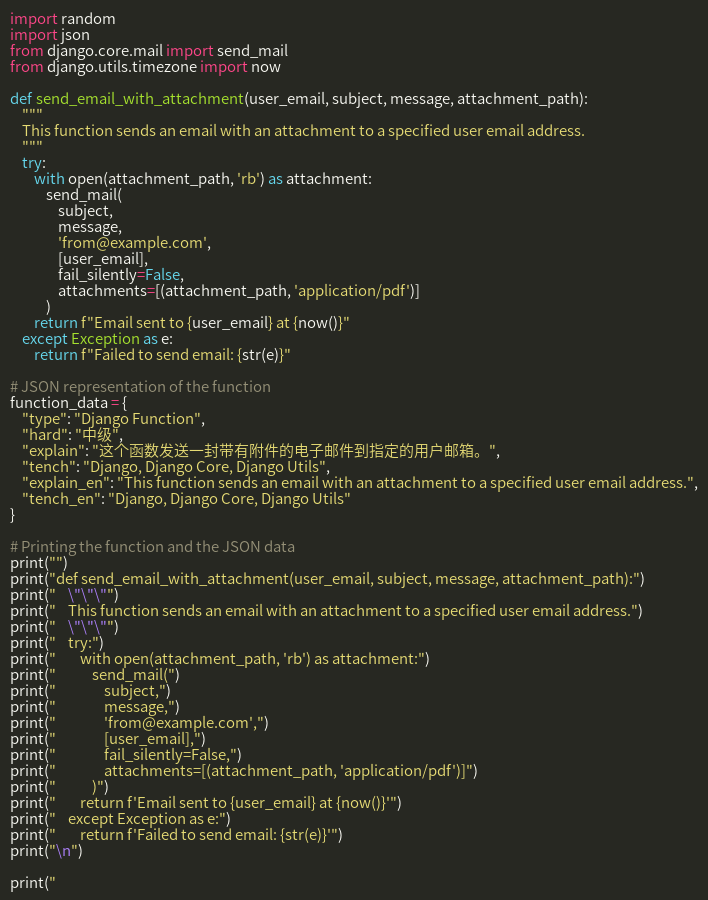 import random
import json
from django.core.mail import send_mail
from django.utils.timezone import now

def send_email_with_attachment(user_email, subject, message, attachment_path):
    """
    This function sends an email with an attachment to a specified user email address.
    """
    try:
        with open(attachment_path, 'rb') as attachment:
            send_mail(
                subject,
                message,
                'from@example.com',
                [user_email],
                fail_silently=False,
                attachments=[(attachment_path, 'application/pdf')]
            )
        return f"Email sent to {user_email} at {now()}"
    except Exception as e:
        return f"Failed to send email: {str(e)}"

# JSON representation of the function
function_data = {
    "type": "Django Function",
    "hard": "中级",
    "explain": "这个函数发送一封带有附件的电子邮件到指定的用户邮箱。",
    "tench": "Django, Django Core, Django Utils",
    "explain_en": "This function sends an email with an attachment to a specified user email address.",
    "tench_en": "Django, Django Core, Django Utils"
}

# Printing the function and the JSON data
print("")
print("def send_email_with_attachment(user_email, subject, message, attachment_path):")
print("    \"\"\"")
print("    This function sends an email with an attachment to a specified user email address.")
print("    \"\"\"")
print("    try:")
print("        with open(attachment_path, 'rb') as attachment:")
print("            send_mail(")
print("                subject,")
print("                message,")
print("                'from@example.com',")
print("                [user_email],")
print("                fail_silently=False,")
print("                attachments=[(attachment_path, 'application/pdf')]")
print("            )")
print("        return f'Email sent to {user_email} at {now()}'")
print("    except Exception as e:")
print("        return f'Failed to send email: {str(e)}'")
print("\n")

print("